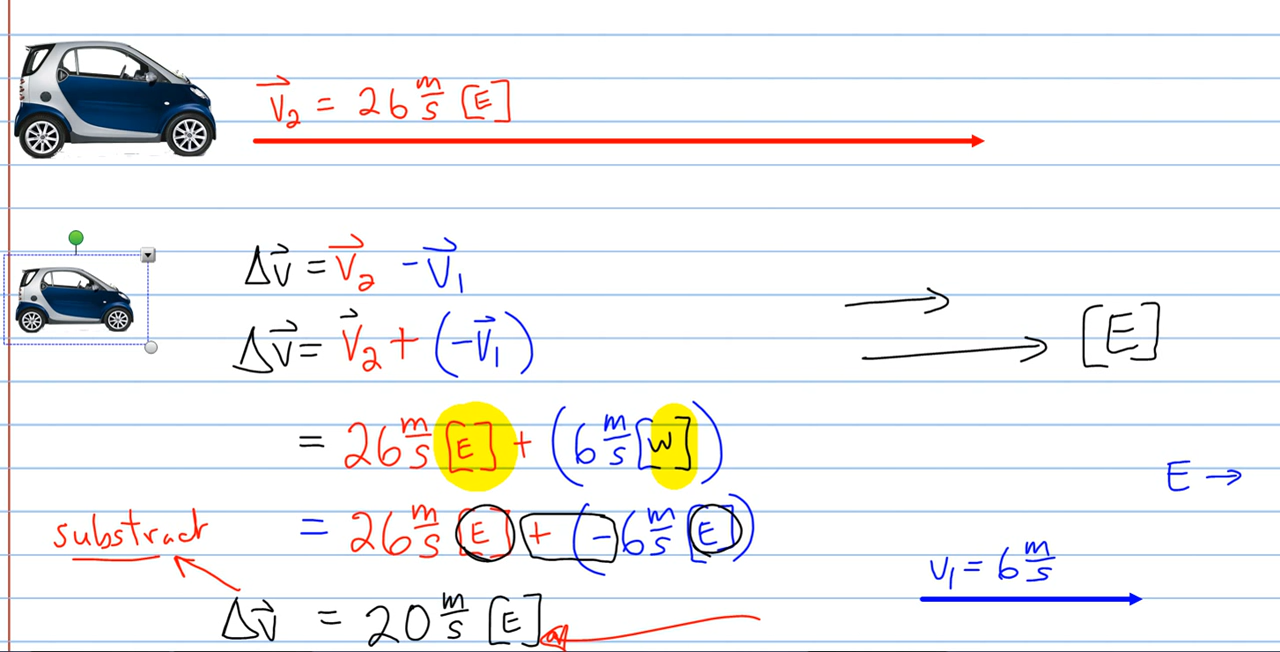 v⃗₂ = 26 m/s [E]
Δv⃗ = v⃗₂ - v⃗₁
Δv⃗ = v⃗₂ + (-v⃗₁)
[E]
= 26 m/s [E] + (6 m/s [W])
E →
= 26 m/s [E] + (-6 m/s [E])
substract
v₁ = 6 m/s
Δv⃗ = 20 m/s [E]